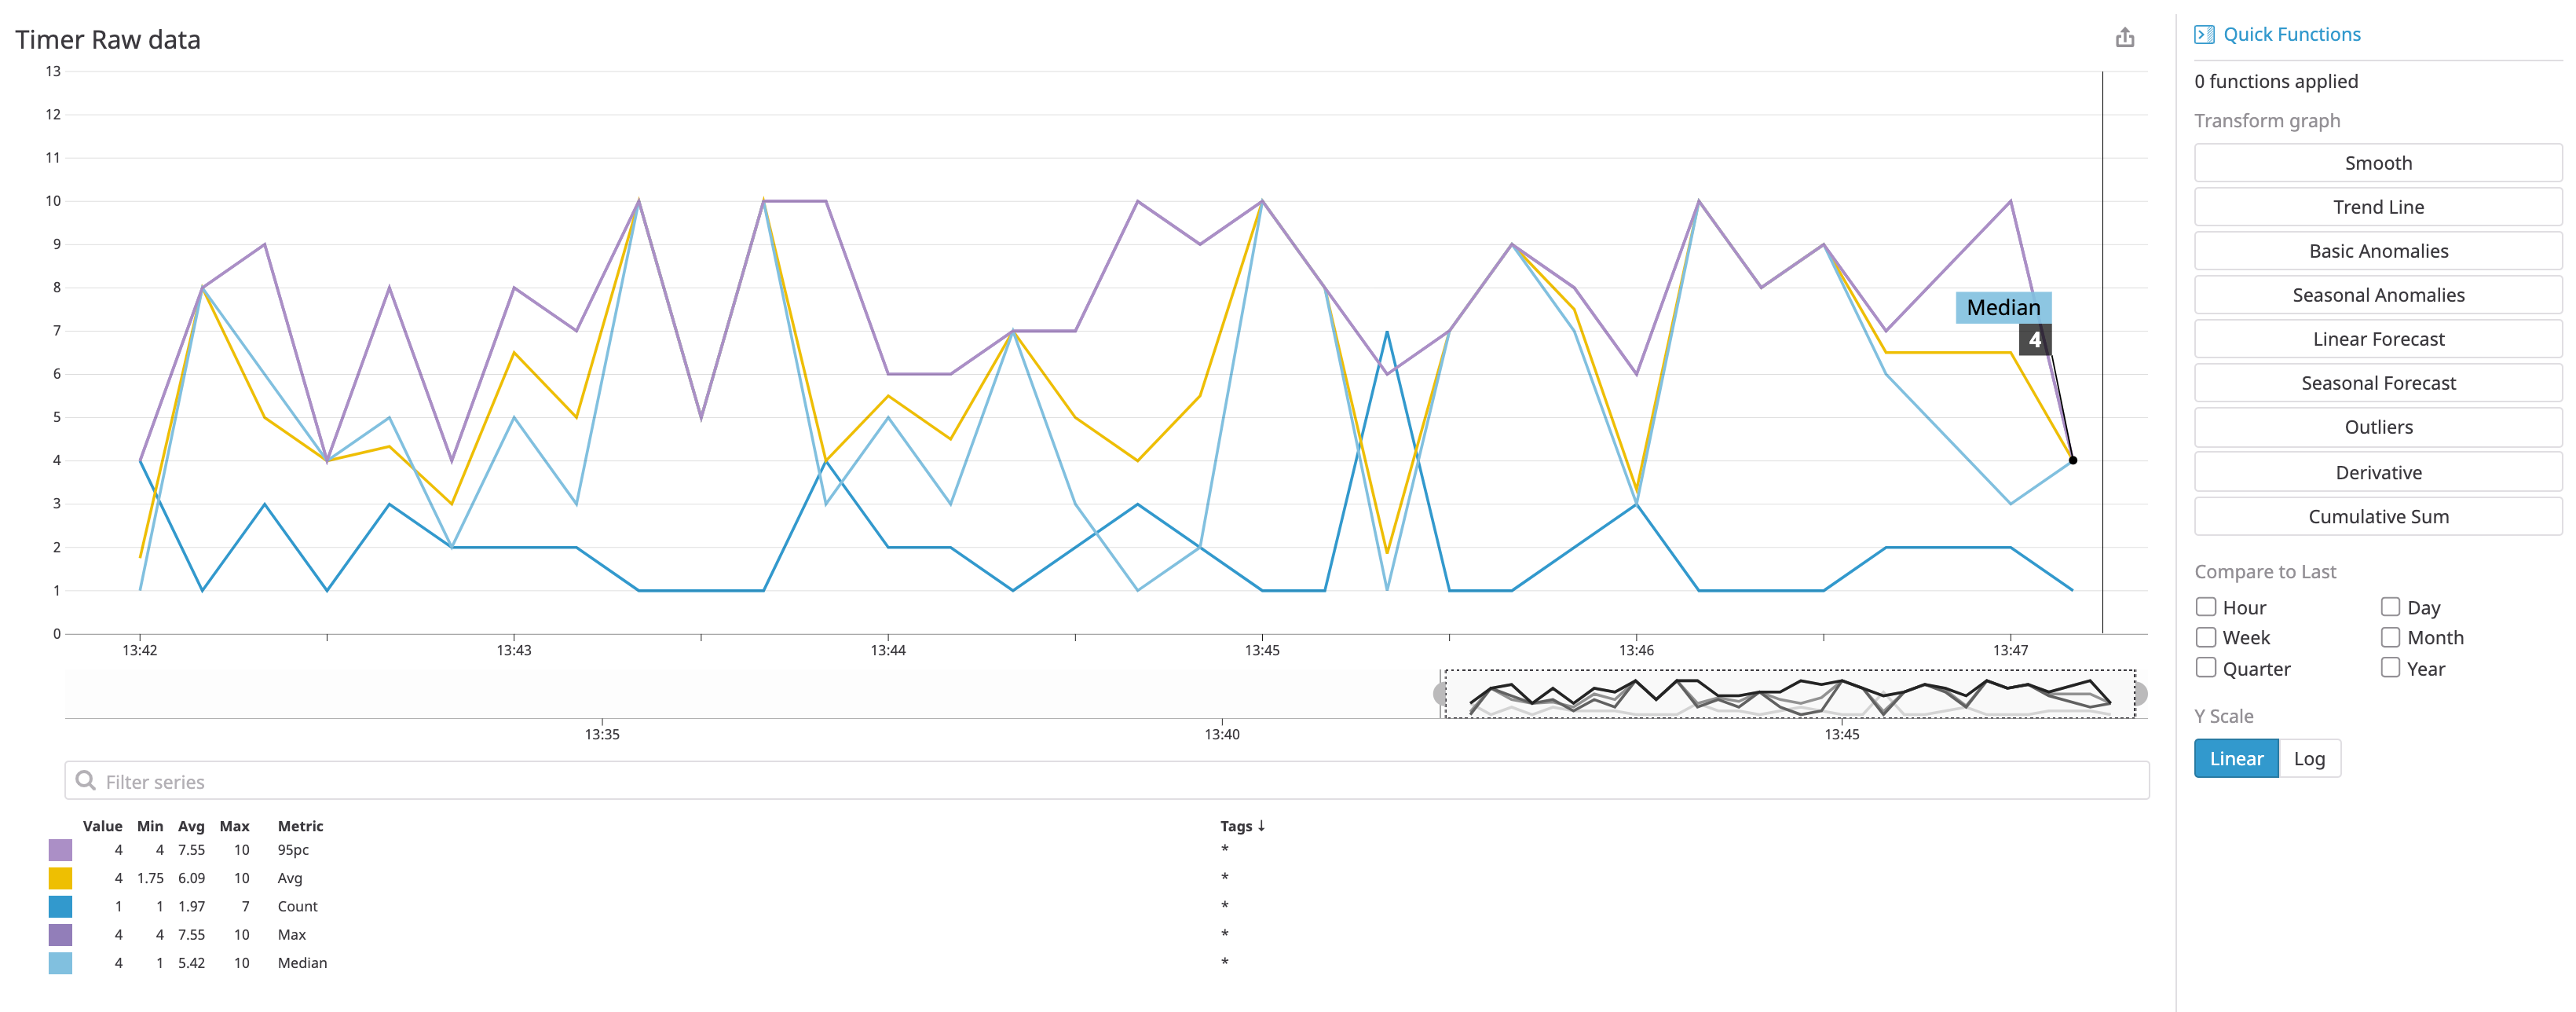 Timer Raw data
13
12
11
10
9
8
7
6
5
4
3
2
1
0
Median
4
13:42 13:43 13:44 13:45 13:46 13:47
13:35 13:40 13:45
Filter series
Value Min Avg Max Metric Tags ↓
4 4 7.55 10 95pc *
4 1.75 6.09 10 Avg *
1 1 1.97 7 Count *
4 4 7.55 10 Max *
4 1 5.42 10 Median *
Quick Functions
0 functions applied
Transform graph
Smooth
Trend Line
Basic Anomalies
Seasonal Anomalies
Linear Forecast
Seasonal Forecast
Outliers
Derivative
Cumulative Sum
Compare to Last
Hour Day
Week Month
Quarter Year
Y Scale
Linear Log